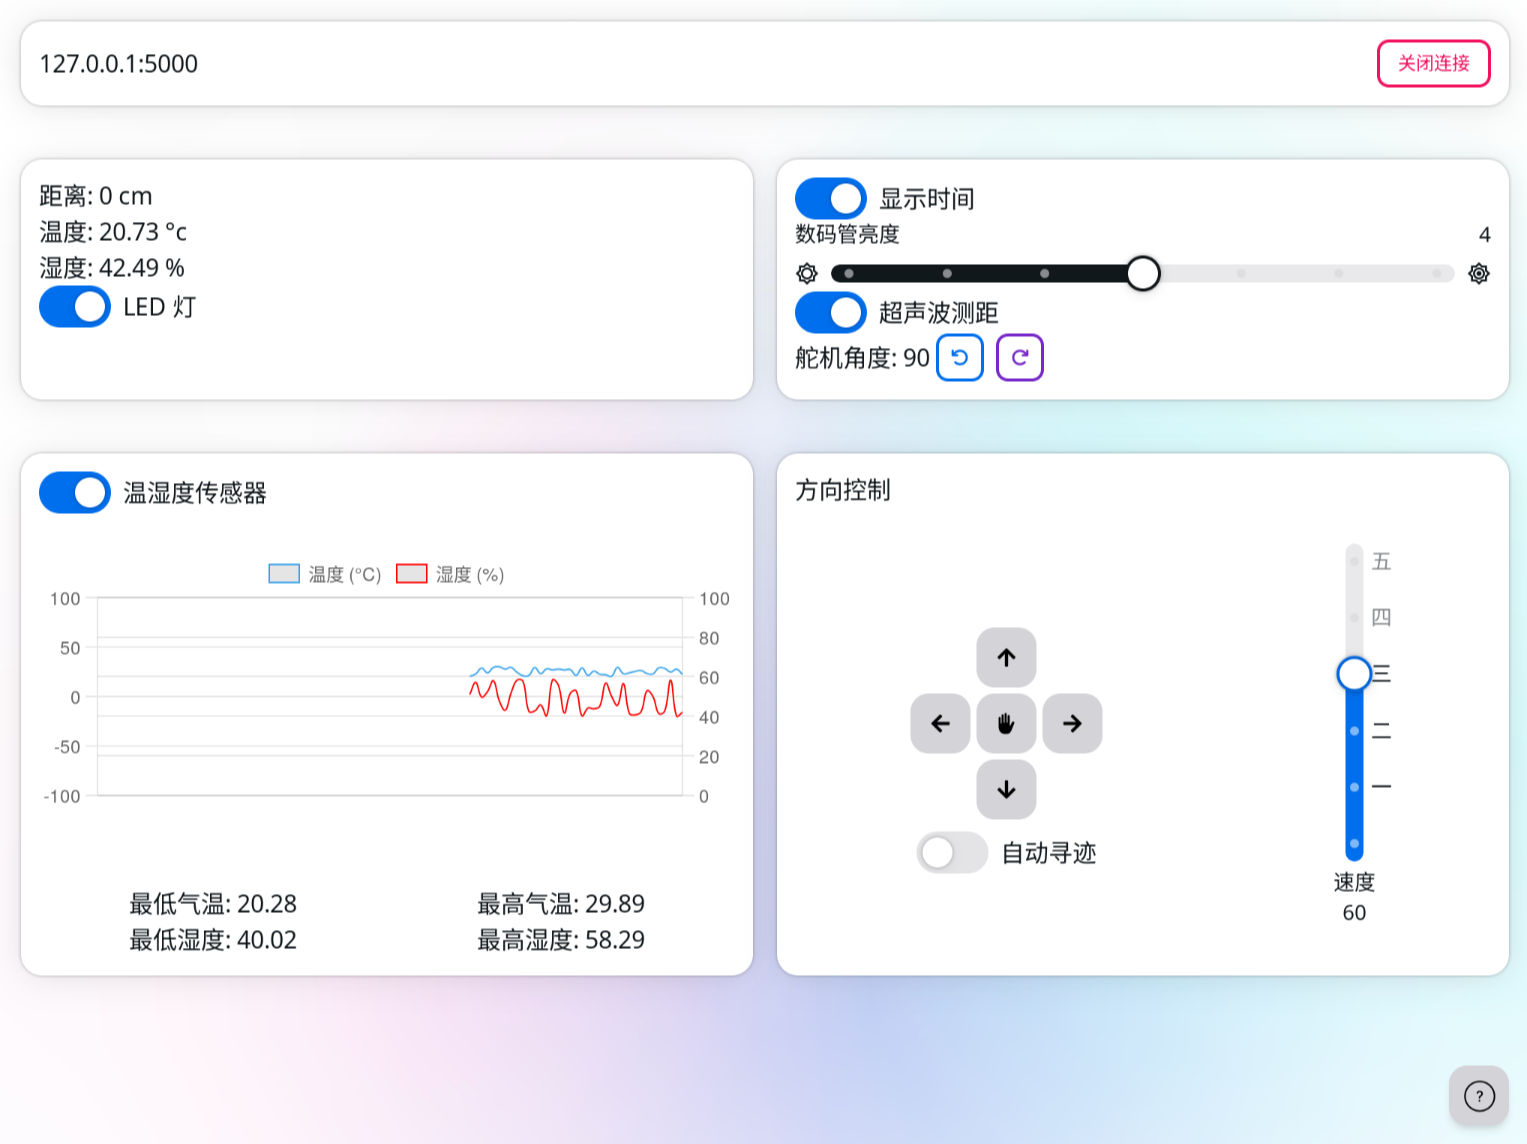 127.0.0.1:5000
关闭连接
距离: 0 cm
温度: 20.73 °c
湿度: 42.49 %
LED 灯
显示时间
数码管亮度 4
超声波测距
舵机角度: 90
温湿度传感器
温度 (°C) 湿度 (%)
100
50
0
-50
-100
100
80
60
40
20
0
最低气温: 20.28
最高气温: 29.89
最低湿度: 40.02
最高湿度: 58.29
方向控制
自动寻迹
五
四
三
二
一
速度
60
?